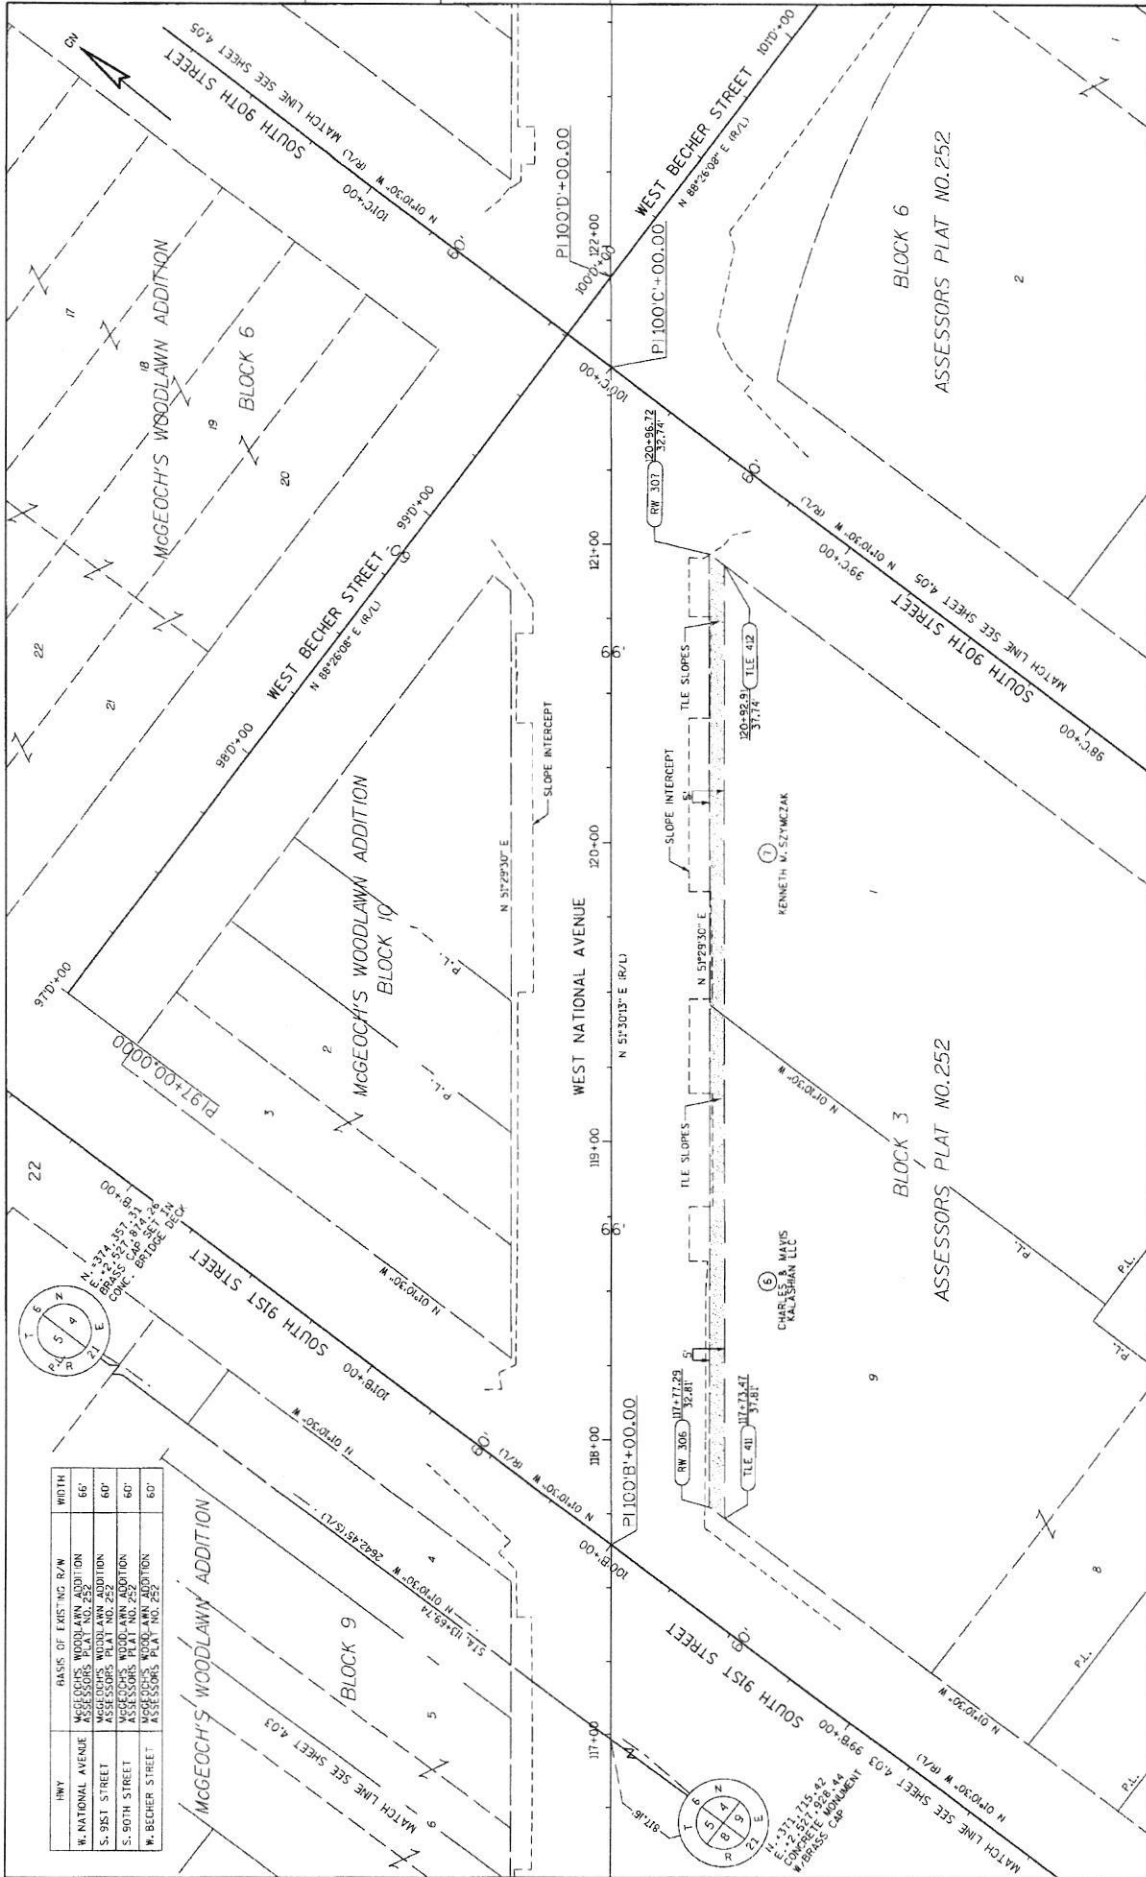 HWY BASIS OF EXISTING R/W WIDTH
W. NATIONAL AVENUE McGEOCH'S WOODLAWN ADDITION ASSESSORS PLAT NO. 252 66'
S. 91ST STREET McGEOCH'S WOODLAWN ADDITION ASSESSORS PLAT NO. 252 60'
S. 90TH STREET McGEOCH'S WOODLAWN ADDITION ASSESSORS PLAT NO. 252 60'
W. BECHER STREET McGEOCH'S WOODLAWN ADDITION ASSESSORS PLAT NO. 252 60'
McGEOCH'S WOODLAWN ADDITION
BLOCK 9
4
5
6
MATCH LINE SEE SHEET 4.03
STA. 113+69.74
N 01°10'30" W 2642.45'(S/L)
N 01°10'30" W
T 6 N
5 4
R 21 E
N.=374,357.31
E.=2,527,874.26
BRASS CAP SET IN
CONC. BRIDGE DECK
22
100'B'+00
101'B'+00
SOUTH 91ST STREET
60'
N 01°10'30" W (R/L)
N 01°10'30" W
PI 97+00.0000
97'D'+00
3
2
McGEOCH'S WOODLAWN ADDITION
BLOCK 10
P.L.
P.L.
98'D'+00
WEST BECHER STREET
N 88°26'08" E (R/L)
60'
99'D'+00
22
21
17
18
McGEOCH'S WOODLAWN ADDITION
19
BLOCK 6
20
GN
MATCH LINE SEE SHEET 4.05
SOUTH 90TH STREET
N 01°10'30" W (R/L)
101'C'+00
60'
N 51°29'30" E
SLOPE INTERCEPT
WEST NATIONAL AVENUE
117+00
118+00
119+00
120+00
121+00
122+00
66'
66'
N 51°30'13" E (R/L)
PI 100'B'+00.00
100'B'+00
PI 100'D'+00.00
100'D'+00
PI 100'C'+00.00
100'C'+00
WEST BECHER STREET
N 88°26'08" E (R/L)
101'D'+00
817.16'
T N
5 4
8 9
R 21 E
N.=371,715.42
E.=2,527,928.44
CONCRETE MONUMENT
W/BRASS CAP
60'
SOUTH 91ST STREET
99'B'+00
N 01°10'30" W (R/L)
MATCH LINE SEE SHEET 4.03
N 01°10'30" W
RW 306 117+77.29
32.81'
TLE 411 117+73.47
37.81'
5'
TLE SLOPES
N 51°29'30" E
SLOPE INTERCEPT
5'
TLE SLOPES
RW 307 120+96.72
32.74'
120+92.91 TLE 412
37.74'
6
CHARLES & MAVIS
KALASHIAN LLC
7
KENNETH M. SZYMCZAK
N 01°10'30" W
9
8
1
P.L.
P.L.
P.L.
P.L.
P.L.
BLOCK 3
ASSESSORS PLAT NO.252
60'
99'C'+00
N 01°10'30" W (R/L)
SOUTH 90TH STREET
MATCH LINE SEE SHEET 4.05
98'C'+00
BLOCK 6
ASSESSORS PLAT NO.252
2
1